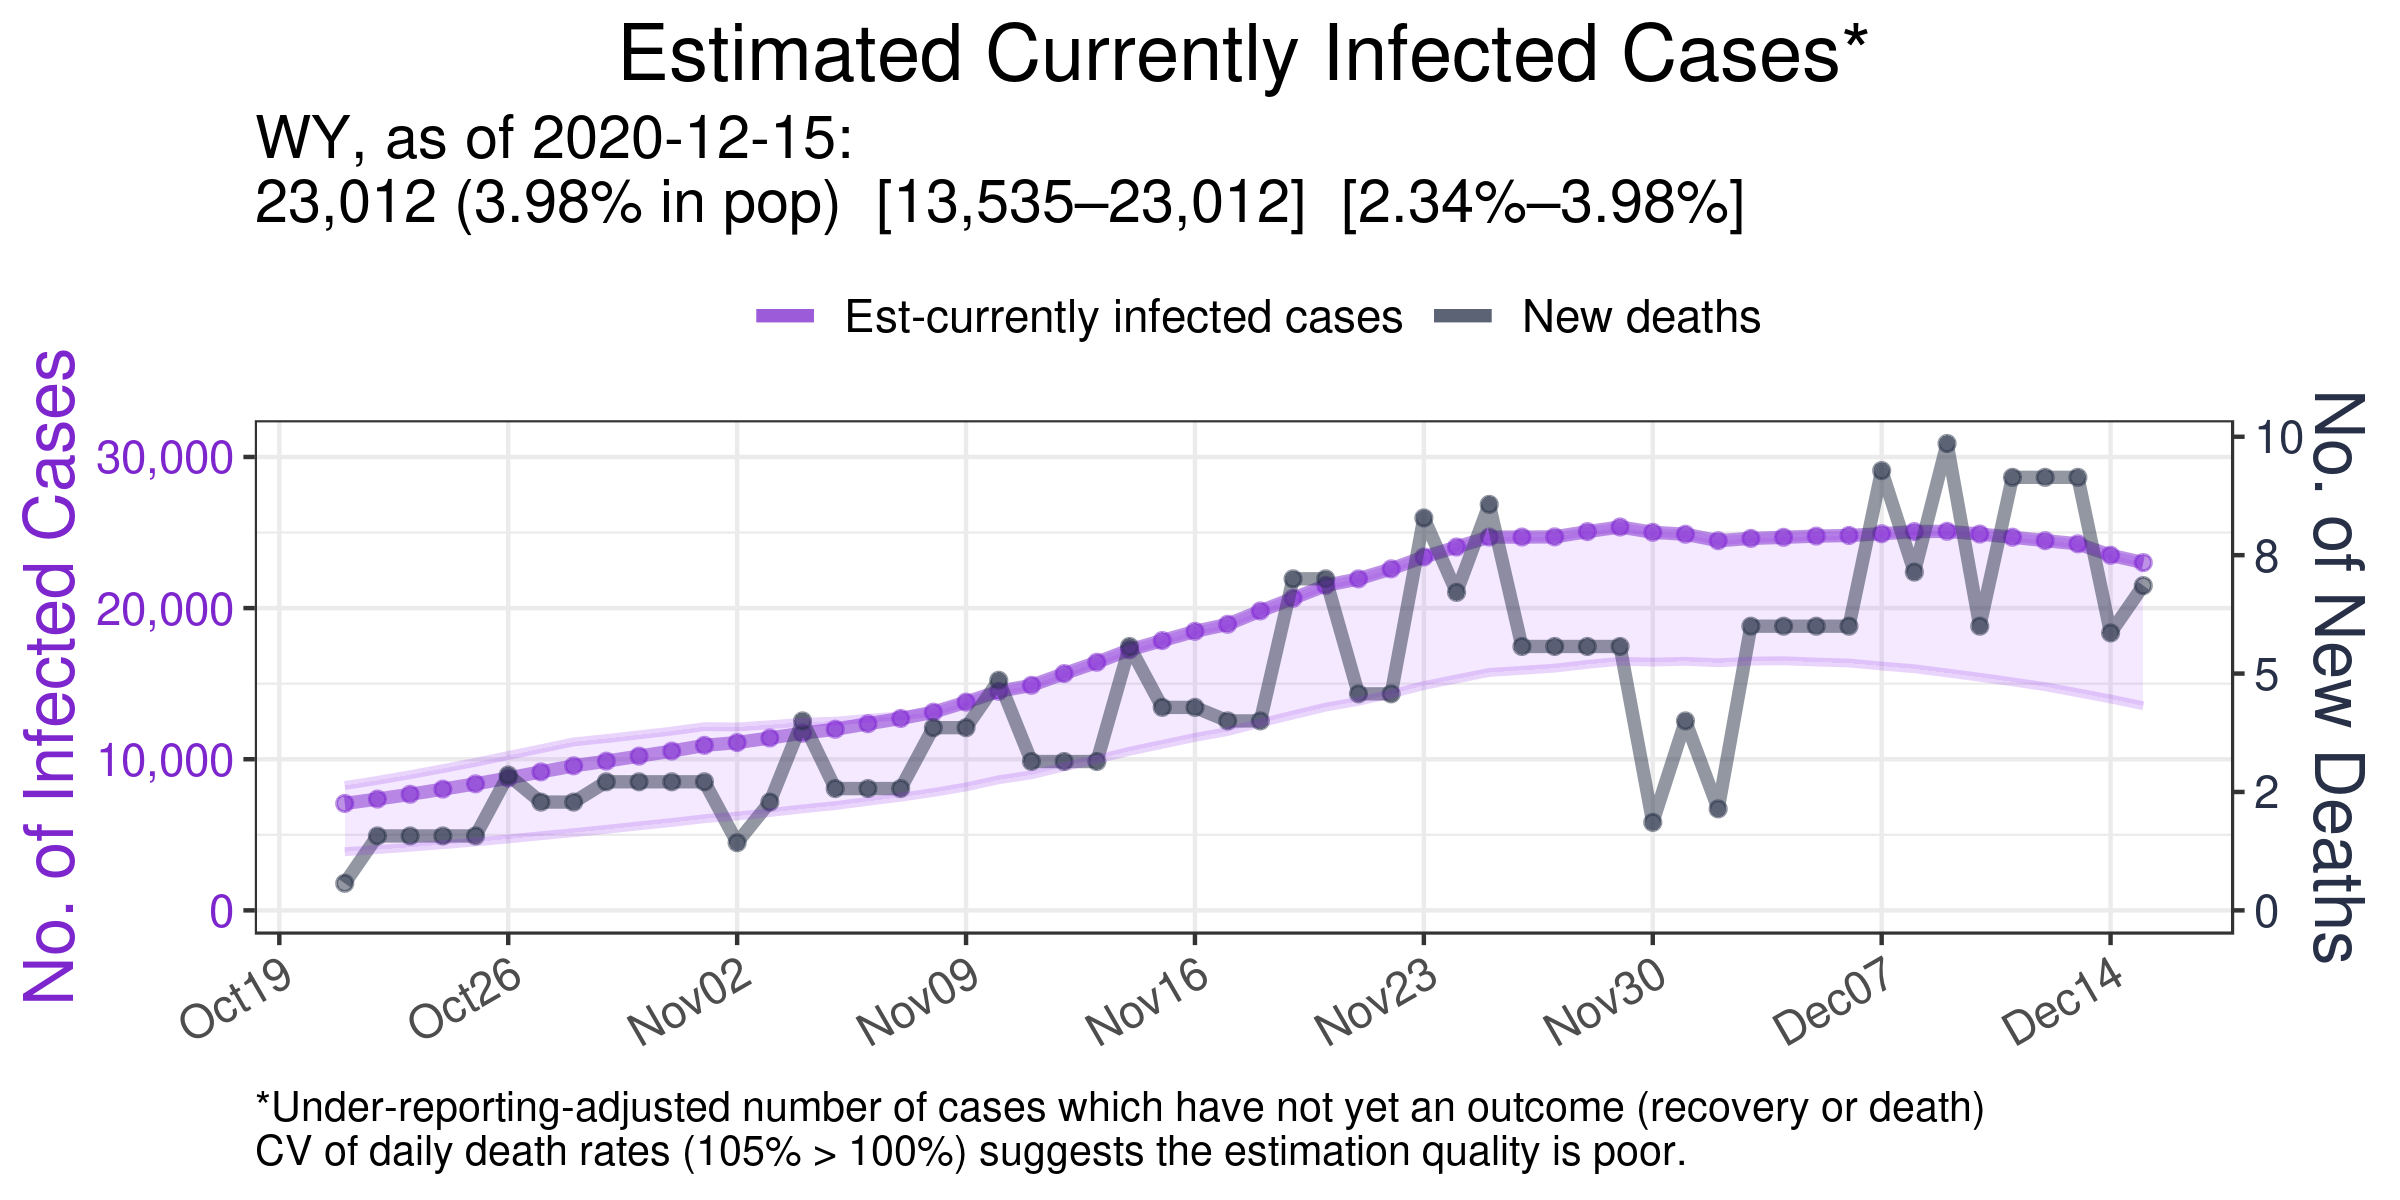 Estimated Currently Infected Cases*
WY, as of 2020-12-15:
23,012 (3.98% in pop)  [13,535–23,012]  [2.34%–3.98%]
Est-currently infected cases
New deaths
No. of Infected Cases
30,000
20,000
10,000
0
10
8
5
2
0
No. of New Deaths
Oct19
Oct26
Nov02
Nov09
Nov16
Nov23
Nov30
Dec07
Dec14
*Under-reporting-adjusted number of cases which have not yet an outcome (recovery or death)
CV of daily death rates (105% > 100%) suggests the estimation quality is poor.